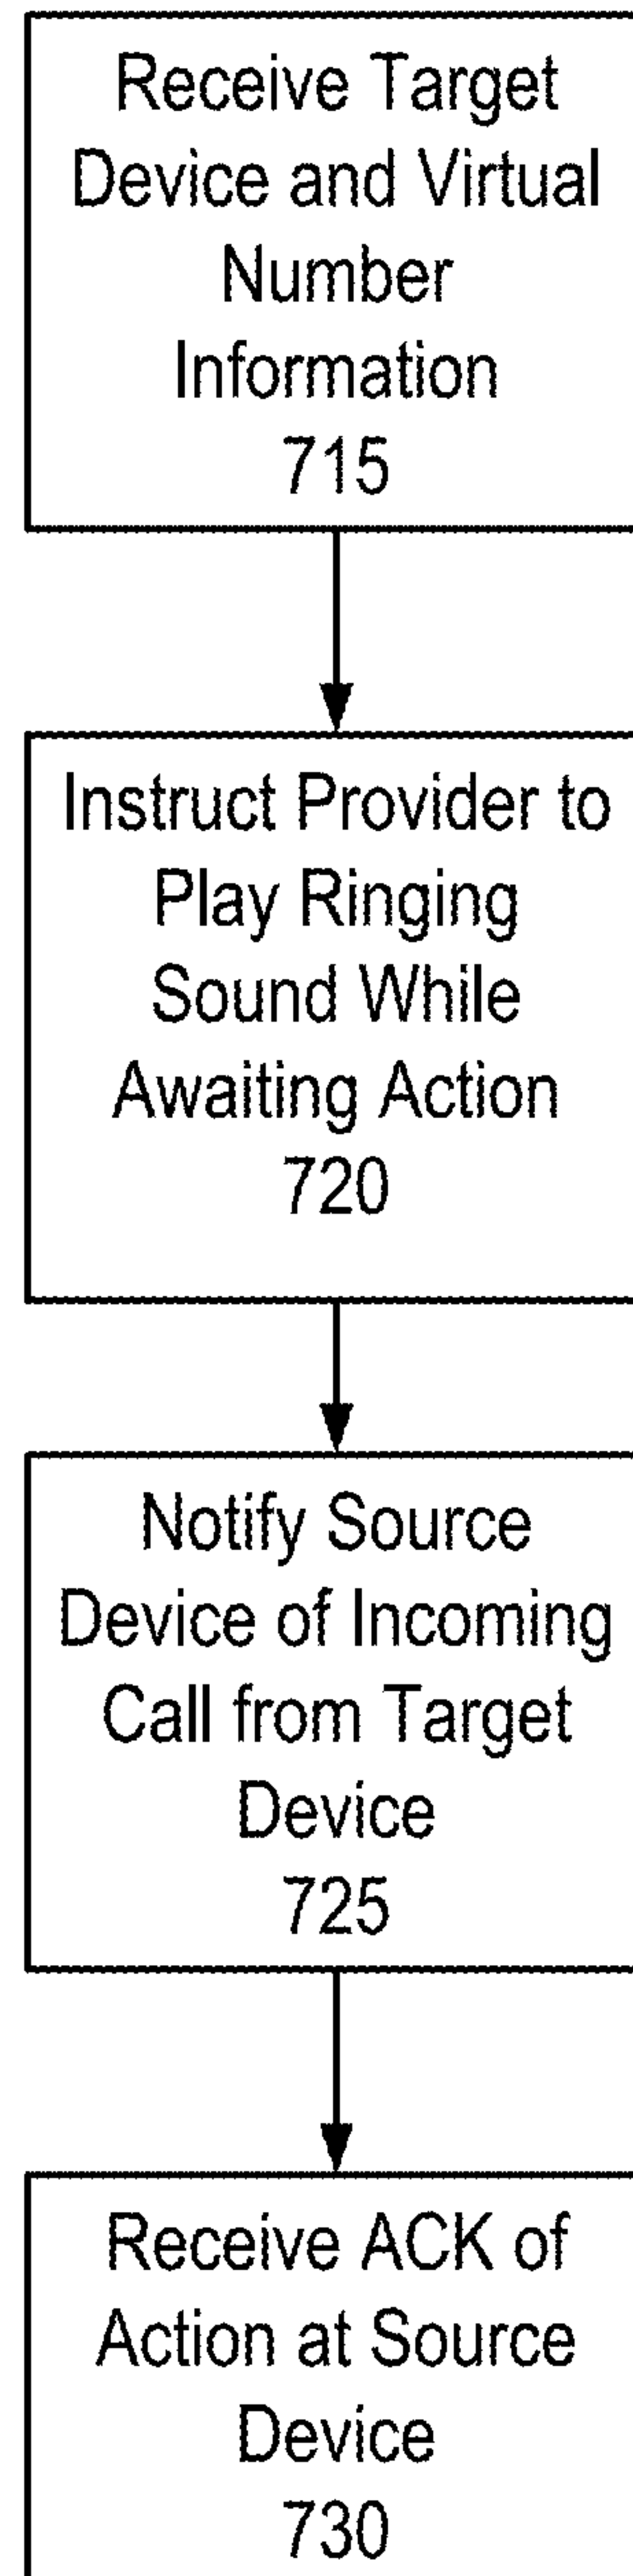 Receive Target
Device and Virtual
Number
Information
715
Instruct Provider to
Play Ringing
Sound While
Awaiting Action
720
Notify Source
Device of Incoming
Call from Target
Device
725
Receive ACK of
Action at Source
Device
730